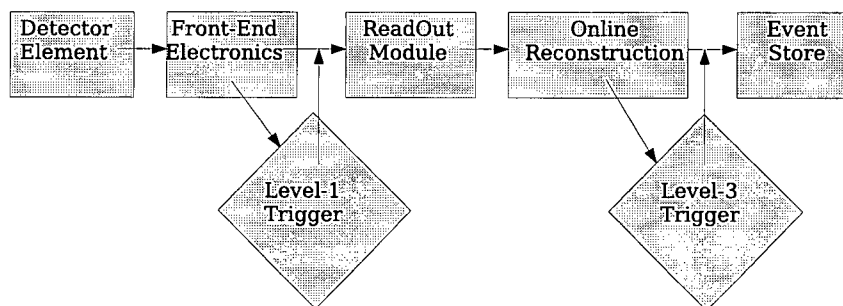 Detector
Element
Front-End
Electronics
ReadOut
Module
Online
Reconstruction
Event
Store
Level-1
Trigger
Level-3
Trigger